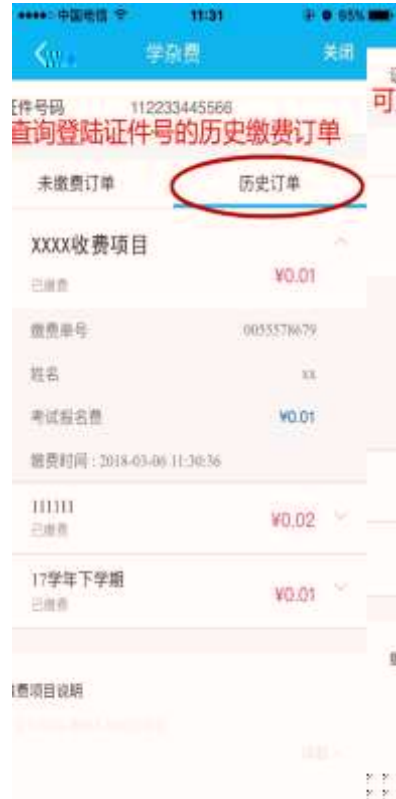 中国电信 11:31 95%
学杂费 关闭
证件号码 112233445566
查询登陆证件号的历史缴费订单
可
未缴费订单 历史订单
XXXX收费项目
已缴费 ¥0.01
缴费单号 0055578679
姓名 xx
考试报名费 ¥0.01
缴费时间 : 2018-03-06 11:30:36
111111
已缴费 ¥0.02
17学年下学期
已缴费 ¥0.01
费项目说明